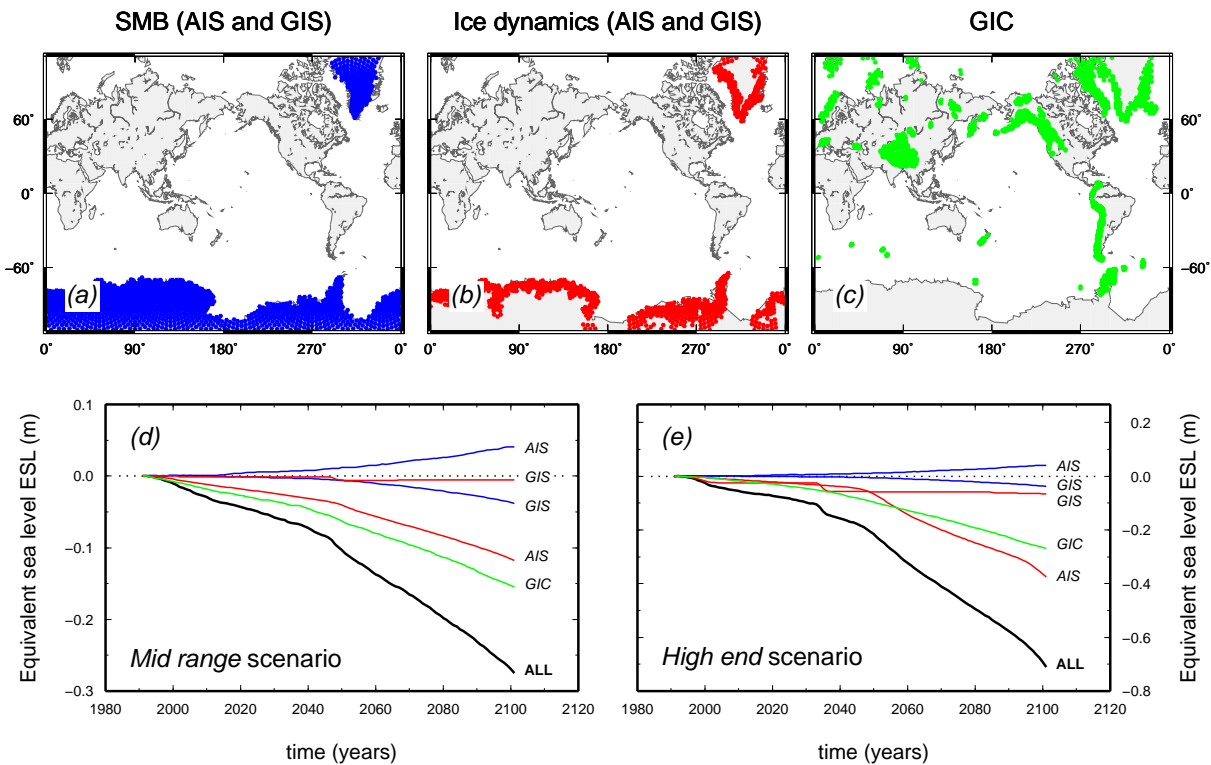 SMB (AIS and GIS)
Ice dynamics (AIS and GIS)
GIC
60˚
0˚
−60˚
60˚
0˚
−60˚
(a)
(b)
(c)
0˚ 90˚ 180˚ 270˚ 0˚
0˚ 90˚ 180˚ 270˚ 0˚
0˚ 90˚ 180˚ 270˚ 0˚
Equivalent sea level ESL (m)
0.1
0.0
−0.1
−0.2
−0.3
(d)
AIS
GIS
GIS
AIS
GIC
ALL
Mid range scenario
1980 2000 2020 2040 2060 2080 2100 2120
time (years)
(e)
AIS
GIS
GIS
GIC
AIS
ALL
High end scenario
1980 2000 2020 2040 2060 2080 2100 2120
time (years)
0.2
0.0
−0.2
−0.4
−0.6
−0.8
Equivalent sea level ESL (m)